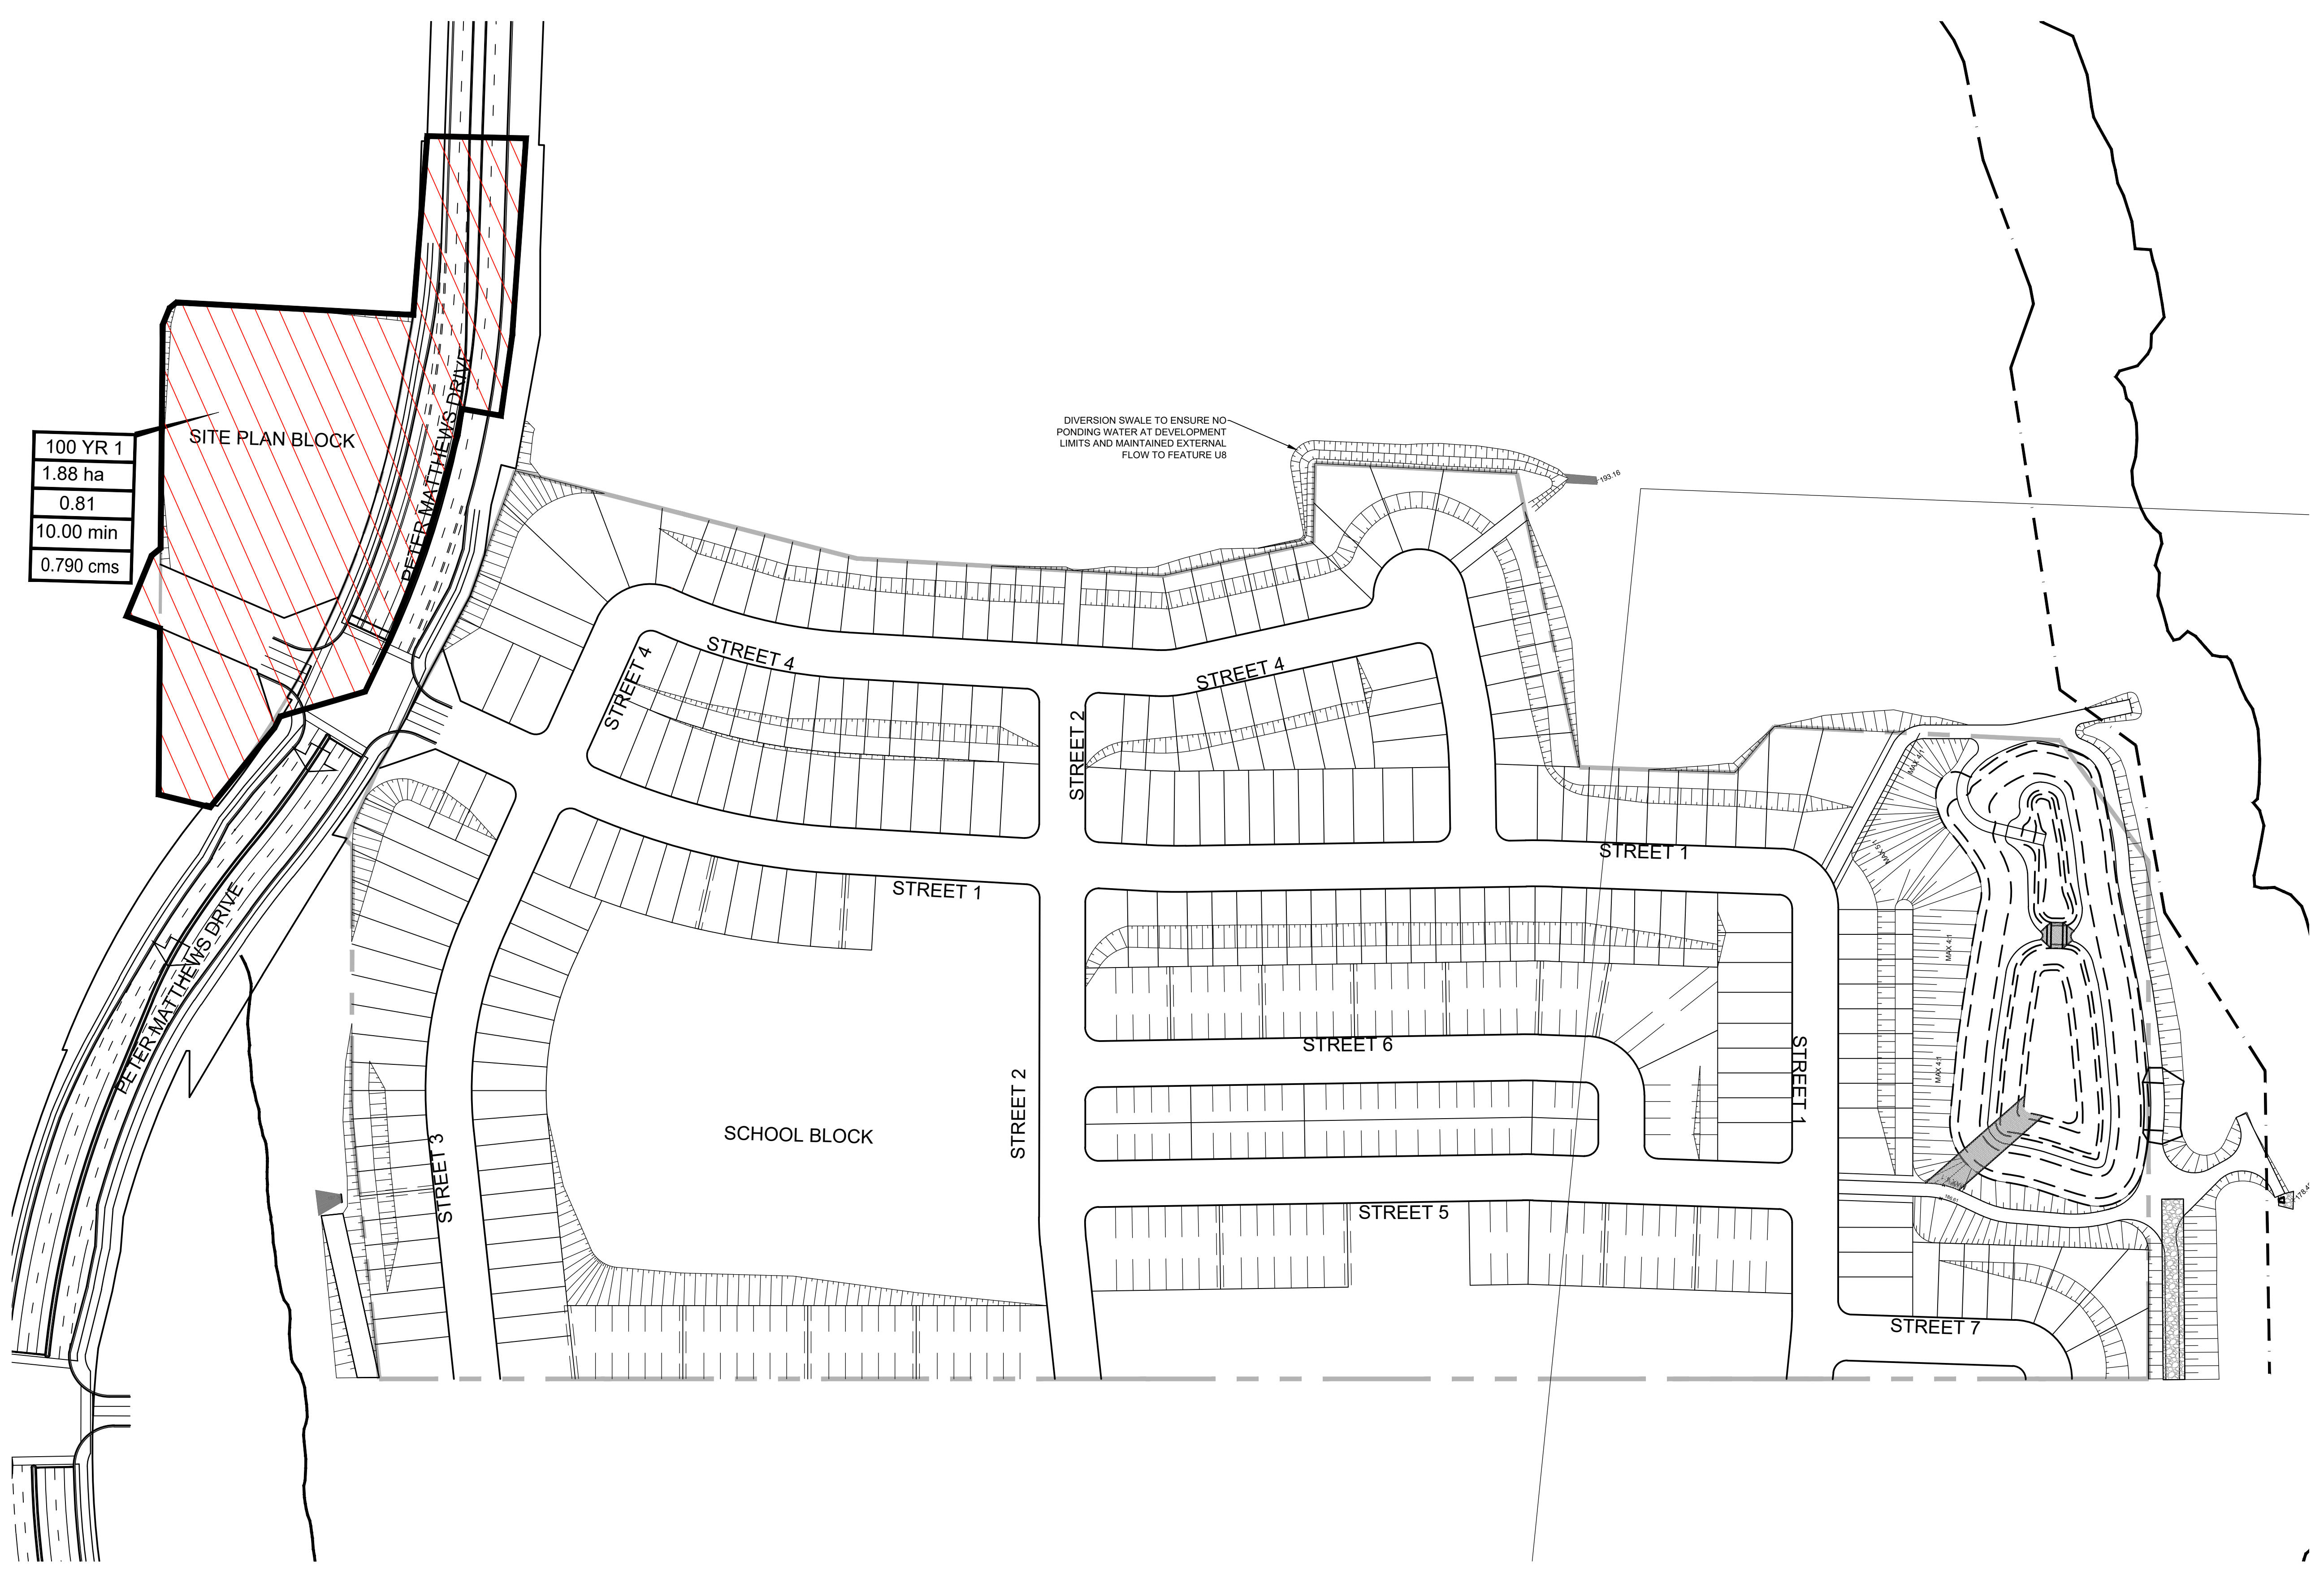 100 YR 1
1.88 ha
0.81
10.00 min
0.790 cms
SITE PLAN BLOCK
PETER MATTHEWS DRIVE
DIVERSION SWALE TO ENSURE NO
PONDING WATER AT DEVELOPMENT
LIMITS AND MAINTAINED EXTERNAL
FLOW TO FEATURE U8
193.16
STREET 4
STREET 4
STREET 4
STREET 2
STREET 1
STREET 1
MAX 4:1
MAX 5:1
MAX 4:1
MAX 4:1
PETER MATTHEWS DRIVE
STREET 6
STREET 1
STREET 2
SCHOOL BLOCK
STREET 3
STREET 5
STREET 7